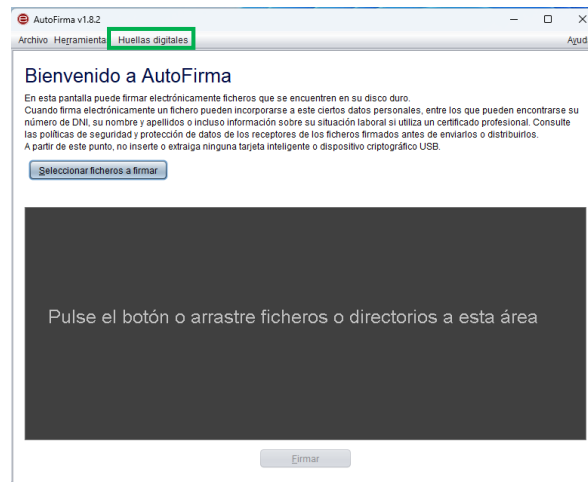 AutoFirma v1.8.2
Archivo Herramienta Huellas digitales Ayud
Bienvenido a AutoFirma
En esta pantalla puede firmar electrónicamente ficheros que se encuentren en su disco duro.
Cuando firma electrónicamente un fichero pueden incorporarse a este ciertos datos personales, entre los que pueden encontrarse su
número de DNI, su nombre y apellidos o incluso información sobre su situación laboral si utiliza un certificado profesional. Consulte
las políticas de seguridad y protección de datos de los receptores de los ficheros firmados antes de enviarlos o distribuirlos.
A partir de este punto, no inserte o extraiga ninguna tarjeta inteligente o dispositivo criptográfico USB.
Seleccionar ficheros a firmar
Pulse el botón o arrastre ficheros o directorios a esta área
Firmar